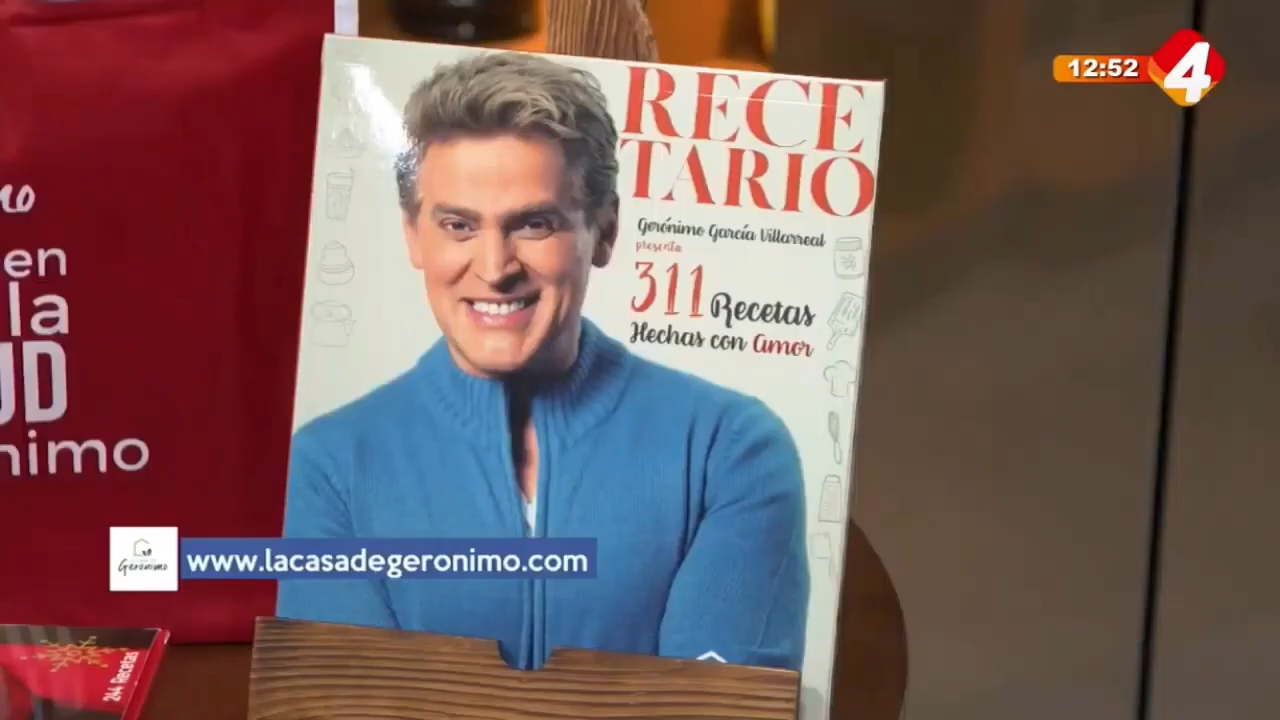 12:52
4
RECE
TARIO
Gerónimo García Villarreal
presenta
311 Recetas
Hechas con amor
en
la
nimo
Gerónimo
www.lacasadegeronimo.com
244 Recetas